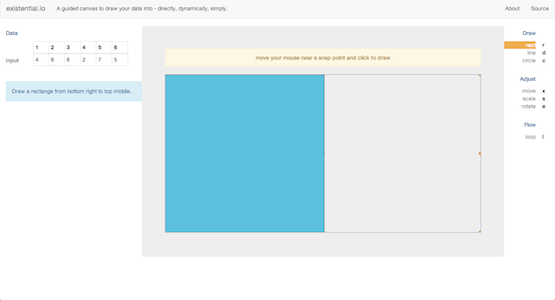 existential.io A guided canvas to draw your data into - directly, dynamically, simply. About Source
Data
1 2 3 4 5 6
Input 4 8 6 2 7 5
Draw a rectange from bottom right to top middle.
move your mouse near a snap point and click to draw
Draw
rect r
line d
circle c
Adjust
move x
scale s
rotate e
Flow
loop l